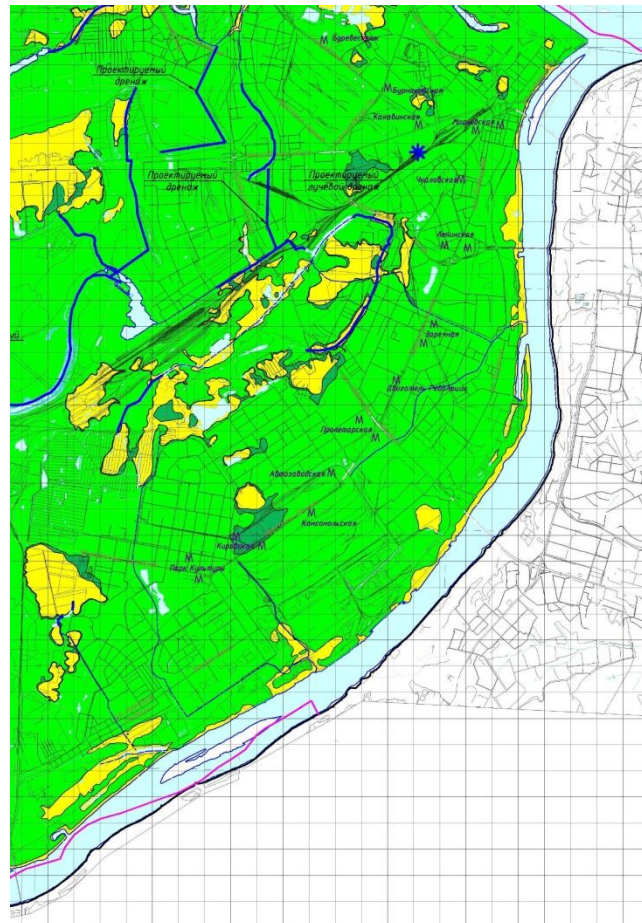 М
Буревестник
Проектируемый
дренаж
М
Бурнаковская
Канавинская
М
Московская
М
М
Проектируемый
дренаж
Проектируемый
лучевой дренаж
Чкаловская
М
Ленинская
М
М
М
Заречная
М
М
Двигатель Революции
М
Пролетарская
М
Автозаводская
М
М
Комсомольская
Кировская
М
М
Парк Культуры
М